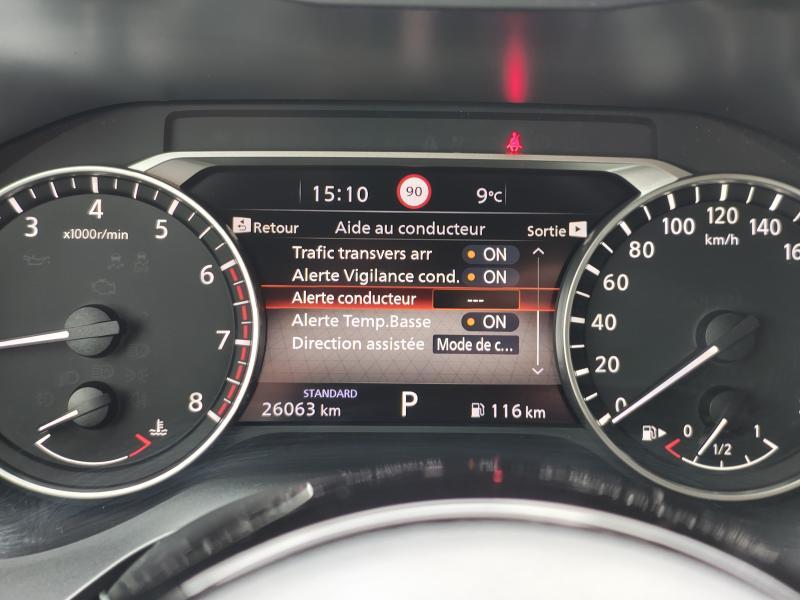 15:10 90 9°C
Retour Aide au conducteur Sortie
Trafic transvers arr ON
Alerte Vigilance cond. ON
Alerte conducteur ---
Alerte Temp.Basse ON
Direction assistée Mode de c...
STANDARD
26063 km P 116 km
3 4 5 6 7 8
x1000r/min
0 20 40 60 80 100 120 140
km/h
0 1/2 1